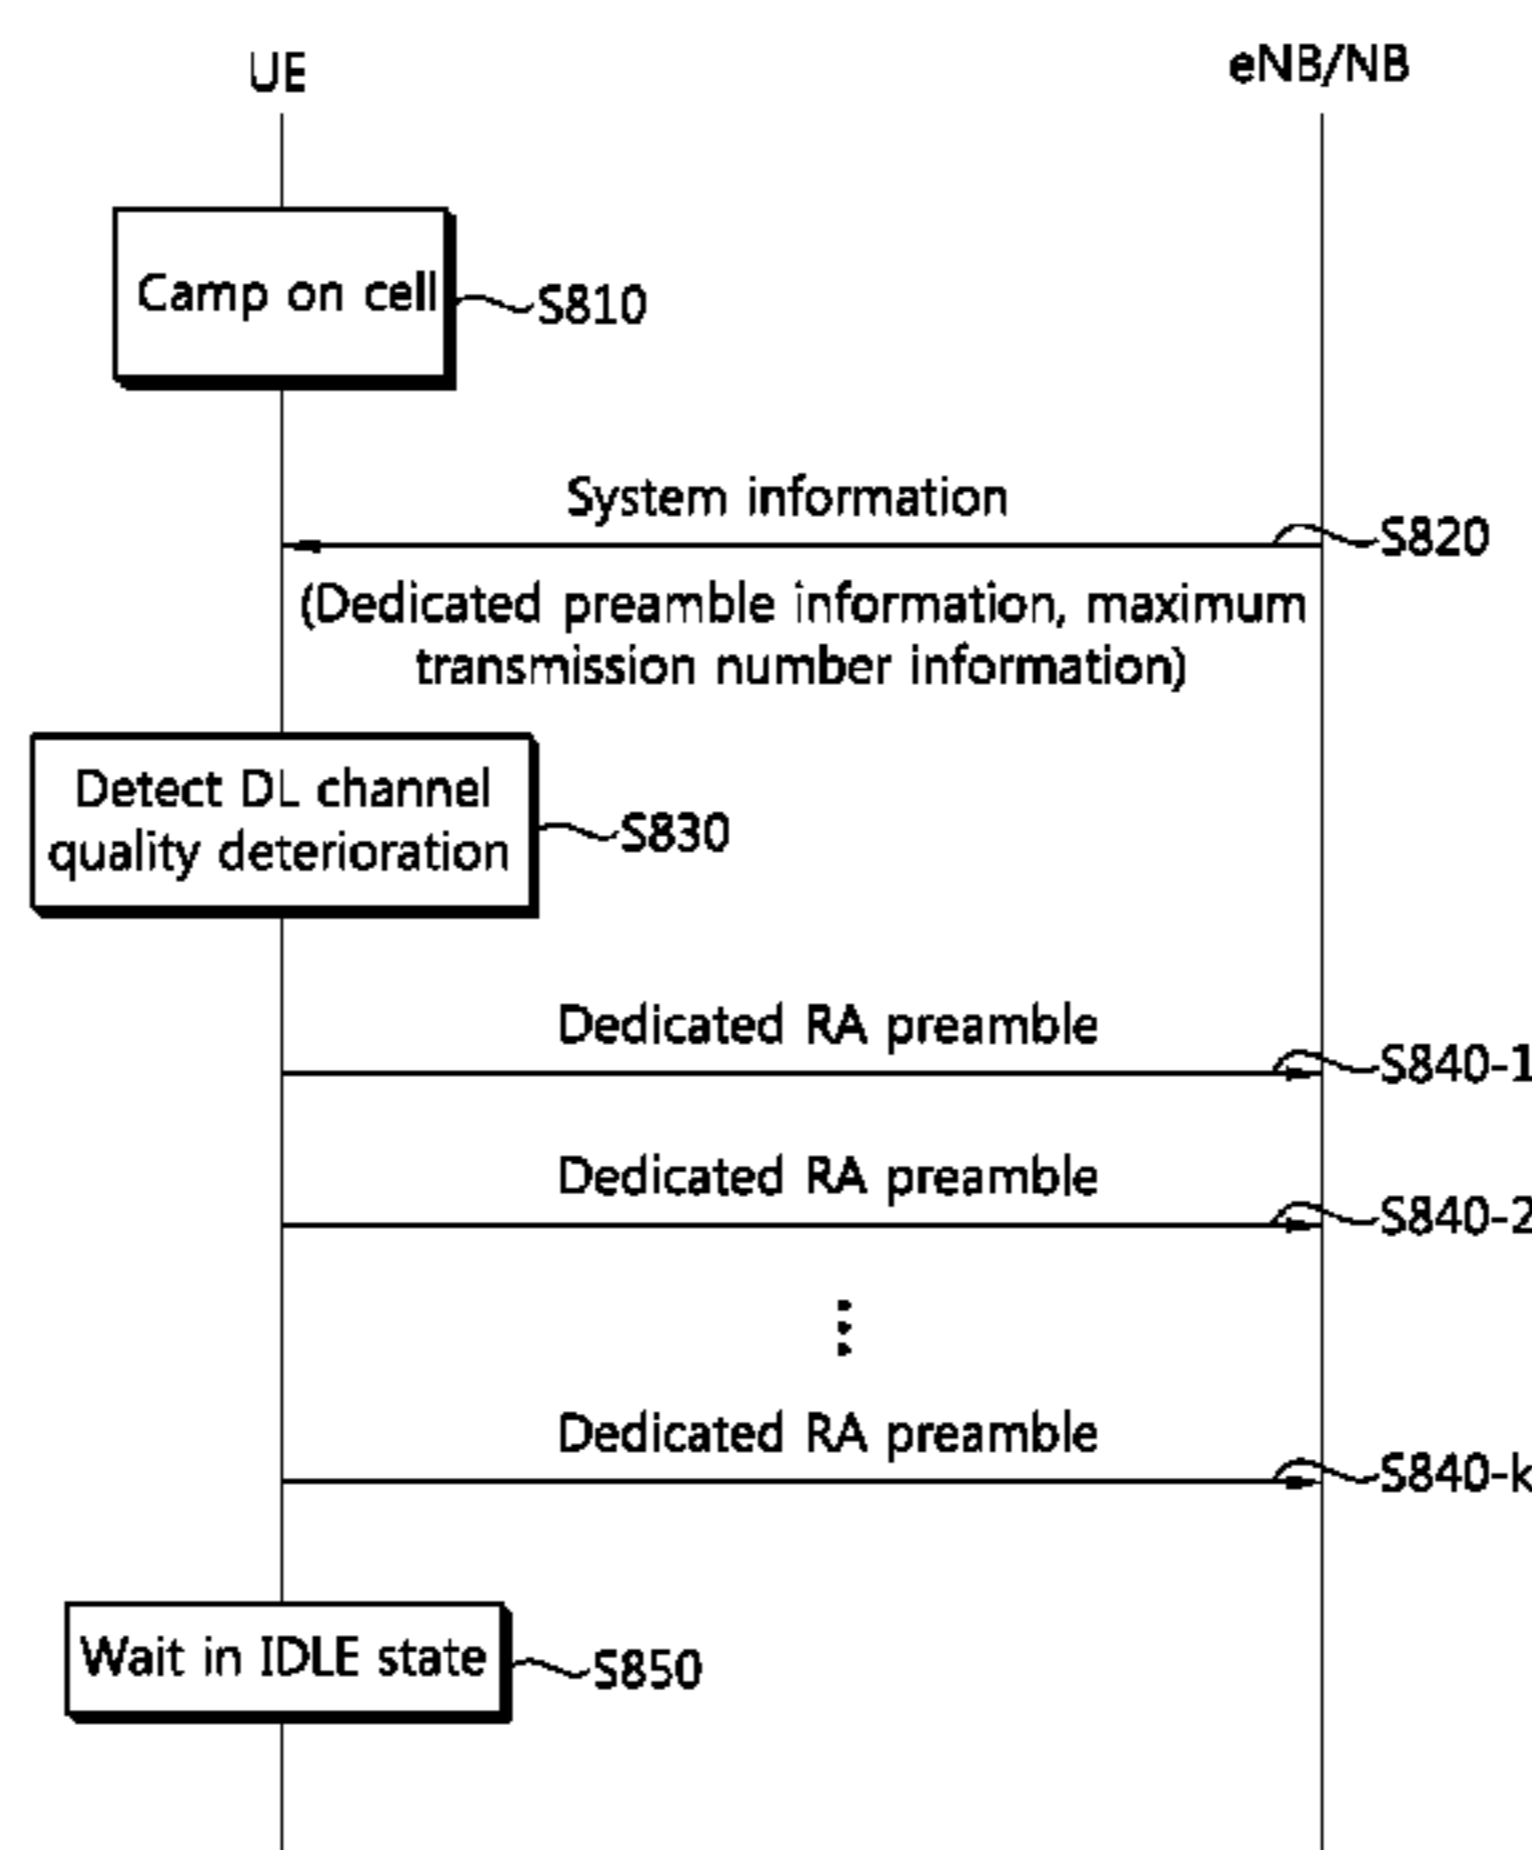 UE
eNB/NB
Camp on cell
S810
System information
S820
(Dedicated preamble information, maximum
transmission number information)
Detect DL channel
quality deterioration
S830
Dedicated RA preamble
S840-1
Dedicated RA preamble
S840-2
Dedicated RA preamble
S840-k
Wait in IDLE state
S850